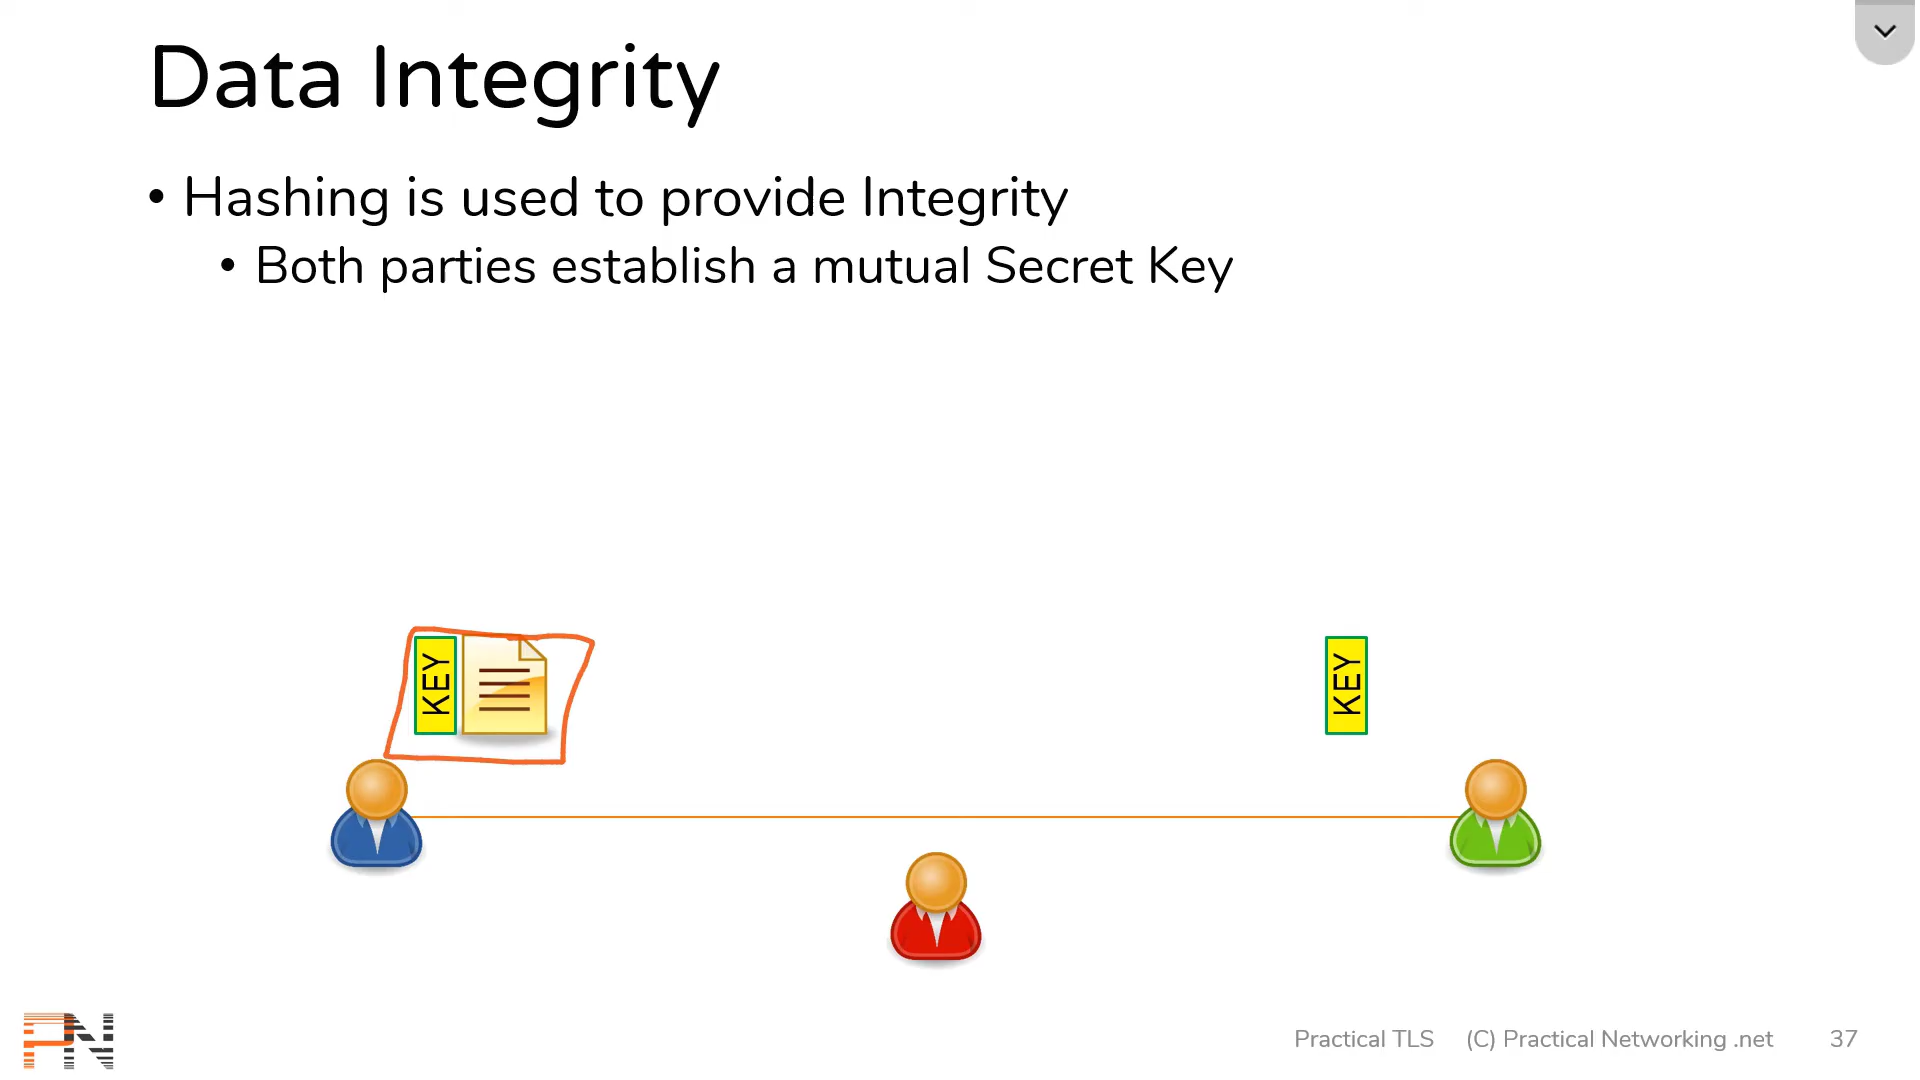 Data Integrity
• Hashing is used to provide Integrity
• Both parties establish a mutual Secret Key
KEY
KEY
PN
Practical TLS (C) Practical Networking .net 37